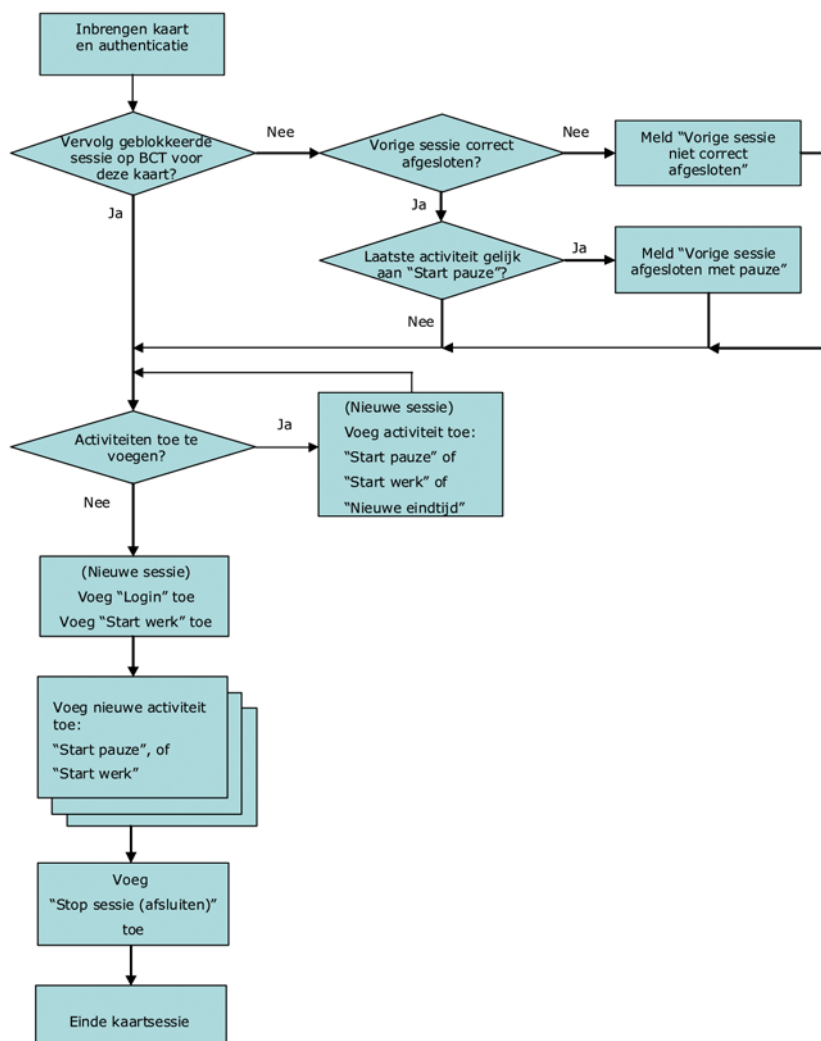 Inbrengen kaart
en authenticatie
Vervolg geblokkeerde
sessie op BCT voor
deze kaart?
Nee
Vorige sessie correct
afgesloten?
Nee
Meld “Vorige sessie
niet correct
afgesloten”
Ja
Ja
Laatste activiteit gelijk
aan “Start pauze”?
Ja
Meld “Vorige sessie
afgesloten met pauze”
Nee
Activiteiten toe te
voegen?
Ja
(Nieuwe sessie)
Voeg activiteit toe:
“Start pauze” of
“Start werk” of
“Nieuwe eindtijd”
Nee
(Nieuwe sessie)
Voeg “Login” toe
Voeg “Start werk” toe
Voeg nieuwe activiteit
toe:
“Start pauze”, of
“Start werk”
Voeg
“Stop sessie (afsluiten)”
toe
Einde kaartsessie